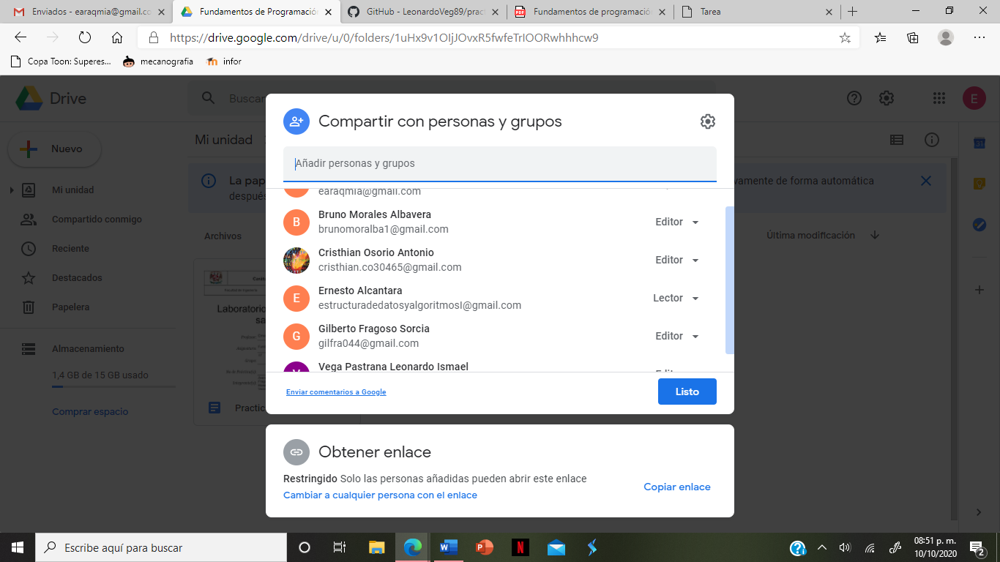 Enviados - earaqmia@gmail.co
Fundamentos de Programación
GitHub - LeonardoVeg89/prac
Fundamentos de programación
Tarea
https://drive.google.com/drive/u/0/folders/1uHx9v1OIjJOvxR5fwfeTrIOORwhhhcw9
Copa Toon: Superes...
mecanografia
infor
Drive
Buscar
E
Nuevo
Mi unidad
Compartido conmigo
Reciente
Destacados
Papelera
Almacenamiento
1,4 GB de 15 GB usado
Comprar espacio
Mi unidad
La pap
después
vamente de forma automática
Archivos
Última modificación
Laboratorio
sa
Practic
Compartir con personas y grupos
Añadir personas y grupos
earaqmia@gmail.com
B
Bruno Morales Albavera
brunomoralba1@gmail.com
Editor
Cristhian Osorio Antonio
cristhian.co30465@gmail.com
Editor
E
Ernesto Alcantara
estructuradedatosyalgoritmosI@gmail.com
Lector
G
Gilberto Fragoso Sorcia
gilfra044@gmail.com
Editor
Vega Pastrana Leonardo Ismael
Enviar comentarios a Google
Listo
Obtener enlace
Restringido Solo las personas añadidas pueden abrir este enlace
Cambiar a cualquier persona con el enlace
Copiar enlace
Escribe aquí para buscar
08:51 p. m.
10/10/2020
2